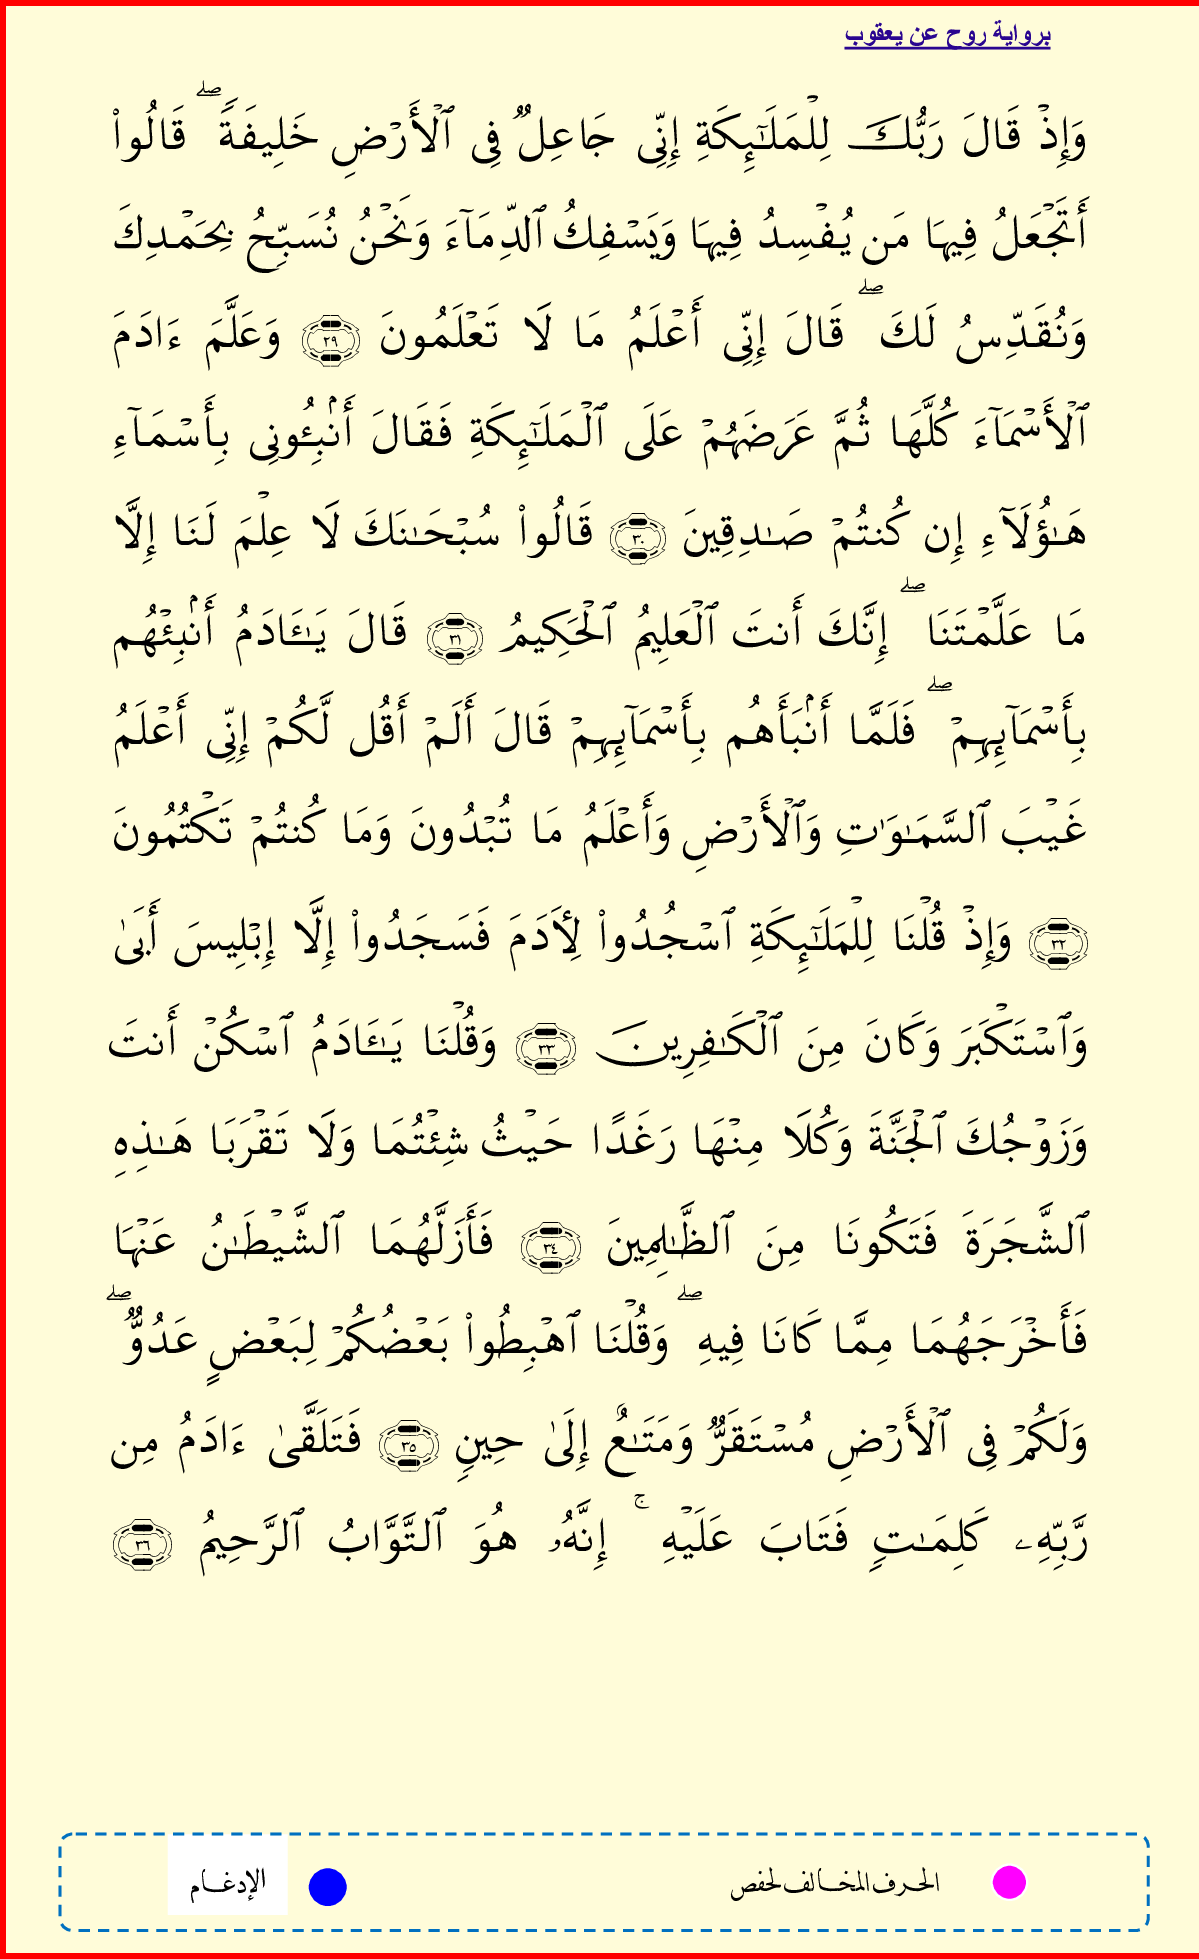 برواية روح عن يعقوب
وَإِذۡ قَالَ رَبُّكَ لِلۡمَلَٰٓئِكَةِ إِنِّي جَاعِلٞ فِي ٱلۡأَرۡضِ خَلِيفَةٗۖ قَالُواْ
أَتَجۡعَلُ فِيهَا مَن يُفۡسِدُ فِيهَا وَيَسۡفِكُ ٱلدِّمَآءَ وَنَحۡنُ نُسَبِّحُ بِحَمۡدِكَ
وَنُقَدِّسُ لَكَۖ قَالَ إِنِّي أَعۡلَمُ مَا لَا تَعۡلَمُونَ ٢٩ وَعَلَّمَ ءَادَمَ
ٱلۡأَسۡمَآءَ كُلَّهَا ثُمَّ عَرَضَهُمۡ عَلَى ٱلۡمَلَٰٓئِكَةِ فَقَالَ أَنۢبِـُٔونِي بِأَسۡمَآءِ
هَٰٓؤُلَآءِ إِن كُنتُمۡ صَٰدِقِينَ ٣٠ قَالُواْ سُبۡحَٰنَكَ لَا عِلۡمَ لَنَآ إِلَّا
مَا عَلَّمۡتَنَاۖ إِنَّكَ أَنتَ ٱلۡعَلِيمُ ٱلۡحَكِيمُ ٣١ قَالَ يَٰٓـَٔادَمُ أَنۢبِئۡهُم
بِأَسۡمَآئِهِمۡۖ فَلَمَّا أَنۢبَأَهُم بِأَسۡمَآئِهِمۡ قَالَ أَلَمۡ أَقُل لَّكُمۡ إِنِّي أَعۡلَمُ
غَيۡبَ ٱلسَّمَٰوَٰتِ وَٱلۡأَرۡضِ وَأَعۡلَمُ مَا تُبۡدُونَ وَمَا كُنتُمۡ تَكۡتُمُونَ
٣٢ وَإِذۡ قُلۡنَا لِلۡمَلَٰٓئِكَةِ ٱسۡجُدُواْ لِأٓدَمَ فَسَجَدُواْ إِلَّا إِبۡلِيسَ أَبَىٰ
وَٱسۡتَكۡبَرَ وَكَانَ مِنَ ٱلۡكَٰفِرِينَ ٣٣ وَقُلۡنَا يَٰٓـَٔادَمُ ٱسۡكُنۡ أَنتَ
وَزَوۡجُكَ ٱلۡجَنَّةَ وَكُلَا مِنۡهَا رَغَدًا حَيۡثُ شِئۡتُمَا وَلَا تَقۡرَبَا هَٰذِهِ
ٱلشَّجَرَةَ فَتَكُونَا مِنَ ٱلظَّٰلِمِينَ ٣٤ فَأَزَلَّهُمَا ٱلشَّيۡطَٰنُ عَنۡهَا
فَأَخۡرَجَهُمَا مِمَّا كَانَا فِيهِۖ وَقُلۡنَا ٱهۡبِطُواْ بَعۡضُكُمۡ لِبَعۡضٍ عَدُوّٞۖ
وَلَكُمۡ فِي ٱلۡأَرۡضِ مُسۡتَقَرّٞ وَمَتَٰعٌ إِلَىٰ حِينٖ ٣٥ فَتَلَقَّىٰ ءَادَمُ مِن
رَّبِّهِۦ كَلِمَٰتٖ فَتَابَ عَلَيۡهِۚ إِنَّهُۥ هُوَ ٱلتَّوَّابُ ٱلرَّحِيمُ ٣٦
الحرف المخالف لحفص الإدغام